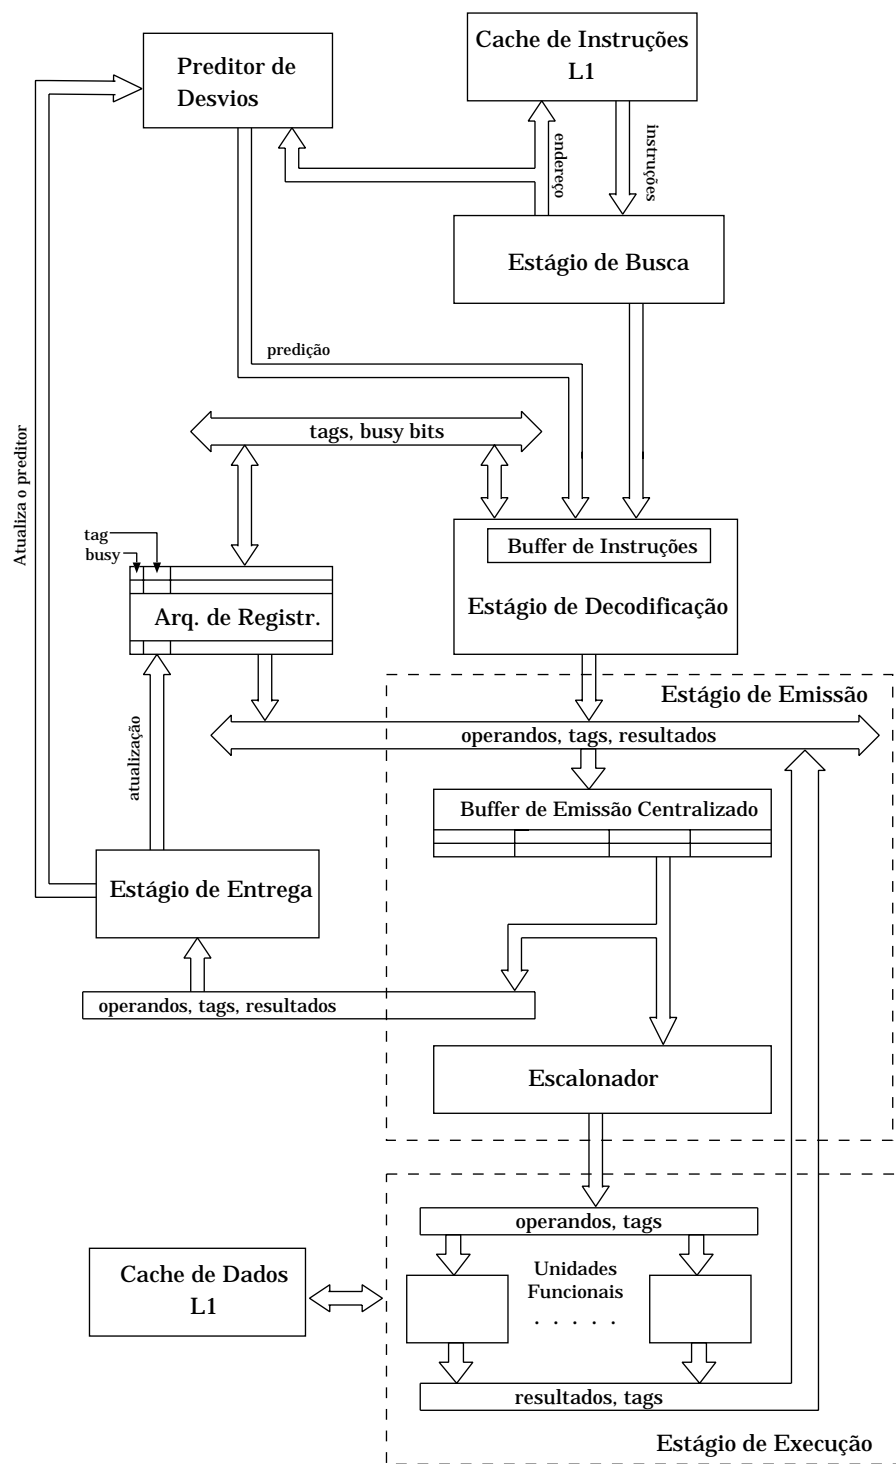 Cache de Instruções
L1
Preditor de
Desvios
endereço
instruções
Estágio de Busca
predição
Atualiza o preditor
tags, busy bits
tag
busy
Buffer de Instruções
Estágio de Decodificação
Arq. de Registr.
Estágio de Emissão
atualização
operandos, tags, resultados
Buffer de Emissão Centralizado
Estágio de Entrega
operandos, tags, resultados
Escalonador
operandos, tags
Cache de Dados
L1
Unidades
Funcionais
. . . . .
resultados, tags
Estágio de Execução